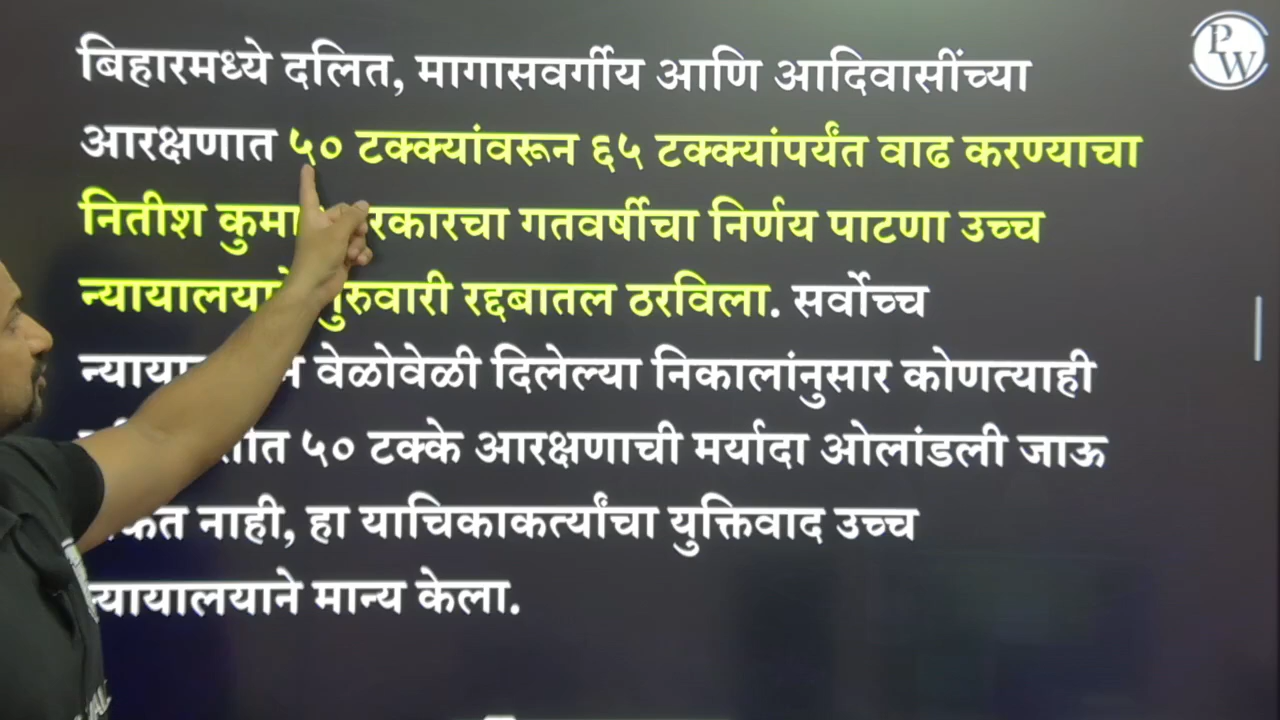 बिहारमध्ये दलित, मागासवर्गीय आणि आदिवासींच्या
आरक्षणात ५० टक्क्यांवरून ६५ टक्क्यांपर्यंत वाढ करण्याचा
नितीश गतवर्षीचा निर्णय पाटणा उच्च
रद्दबातल ठरविला. सर्वोच्च
वेळोवेळी दिलेल्या निकालांनुसार कोणत्याही
५० टक्के आरक्षणाची मर्यादा ओलांडली जाऊ
नाही, हा याचिकाकर्त्यांचा युक्तिवाद उच्च
मान्य केला.
PW